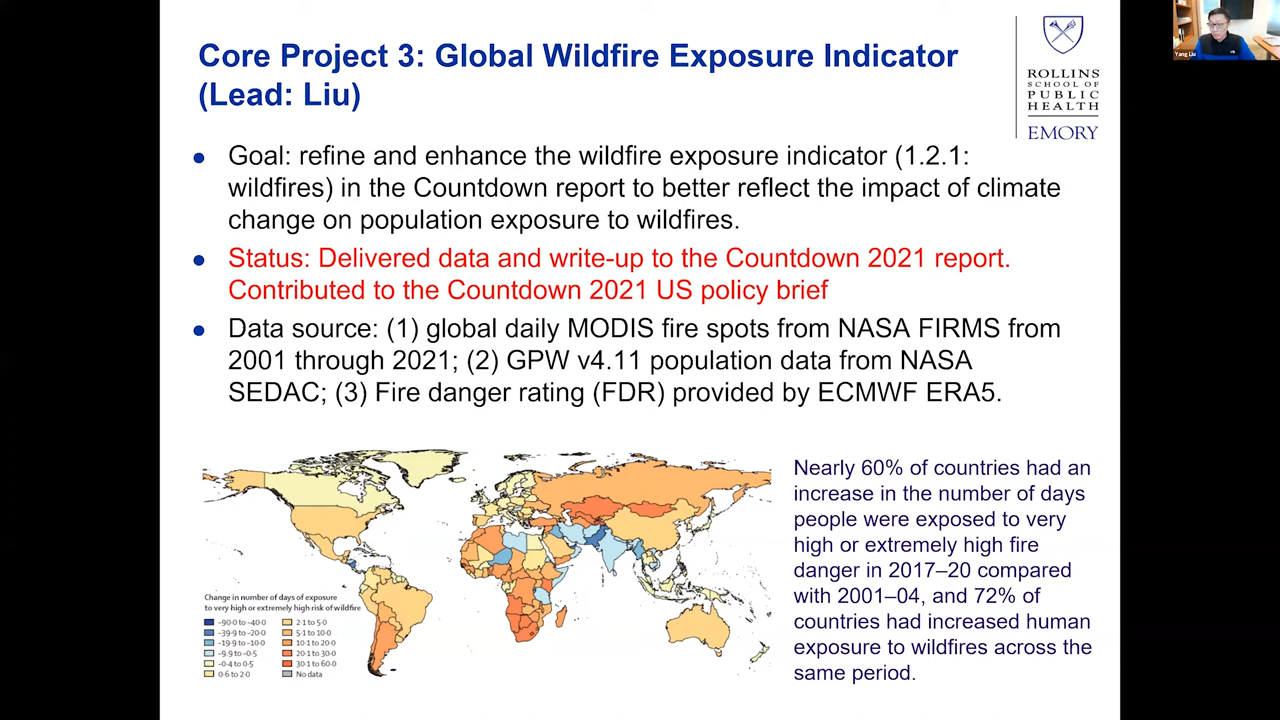 Core Project 3: Global Wildfire Exposure Indicator
(Lead: Liu)
ROLLINS
SCHOOL OF
PUBLIC
HEALTH
EMORY
Yang Liu
● Goal: refine and enhance the wildfire exposure indicator (1.2.1:
wildfires) in the Countdown report to better reflect the impact of climate
change on population exposure to wildfires.
● Status: Delivered data and write-up to the Countdown 2021 report.
Contributed to the Countdown 2021 US policy brief
● Data source: (1) global daily MODIS fire spots from NASA FIRMS from
2001 through 2021; (2) GPW v4.11 population data from NASA
SEDAC; (3) Fire danger rating (FDR) provided by ECMWF ERA5.
Change in number of days of exposure
to very high or extremely high risk of wildfire
-90·0 to -40·0
-39·9 to -20·0
-19·9 to -10·0
-9·9 to -0·5
-0·4 to 0·5
0·6 to 2·0
2·1 to 5·0
5·1 to 10·0
10·1 to 20·0
20·1 to 30·0
30·1 to 60·0
No data
Nearly 60% of countries had an
increase in the number of days
people were exposed to very
high or extremely high fire
danger in 2017–20 compared
with 2001–04, and 72% of
countries had increased human
exposure to wildfires across the
same period.